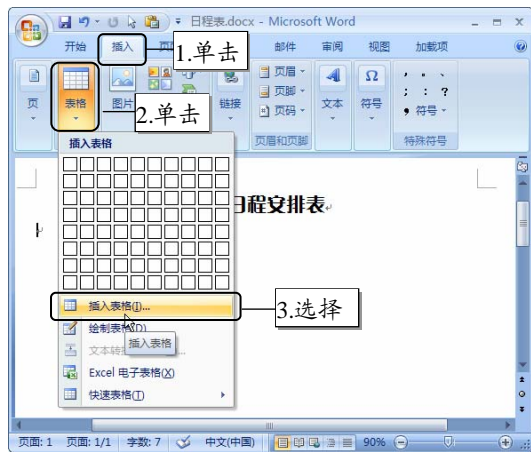 日程表.docx - Microsoft Word
开始 插入 部件 审阅 视图 加载项
1.单击
页 表格 图片 链接 页眉 页脚 页码 文本 符号 符号
2.单击
页眉和页脚 特殊符号
插入表格
日程安排表
插入表格(I)...
3.选择
绘制表格(D)
插入表格
Excel 电子表格(X)
快速表格(T)
页面: 1 页面: 1/1 字数: 7 中文(中国) 90%